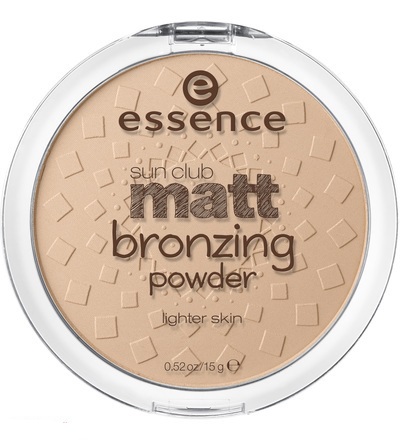 e
essence
sun club
matt
bronzing
powder
lighter skin
0.52oz/15g ℮